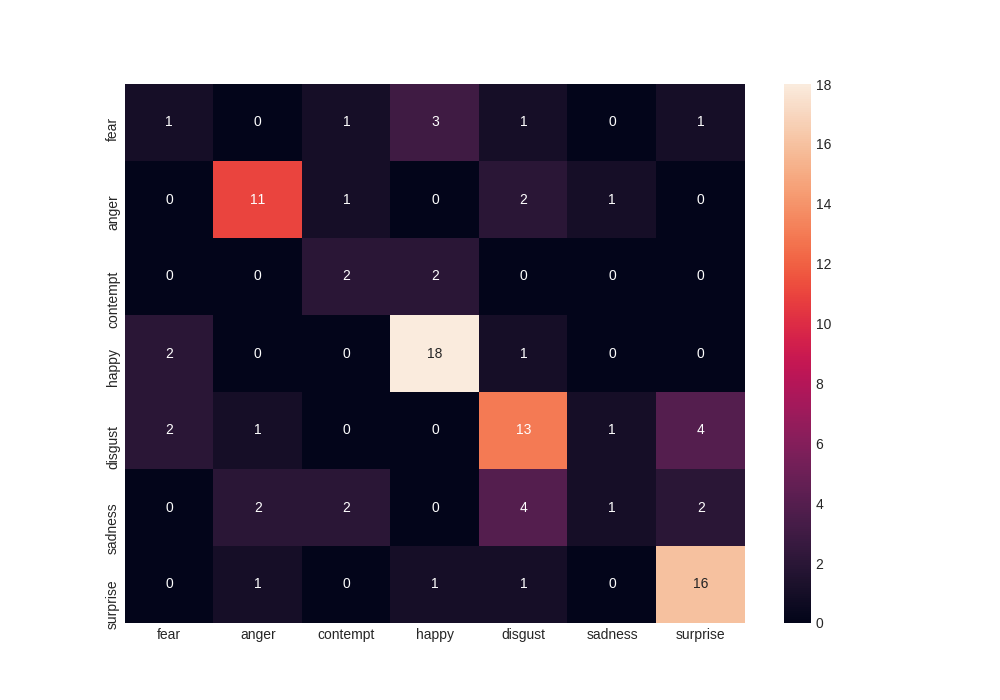 18
fear 1 0 1 3 1 0 1
16
anger 0 11 1 0 2 1 0
14
12
contempt 0 0 2 2 0 0 0
10
happy 2 0 0 18 1 0 0
8
disgust 2 1 0 0 13 1 4
6
4
sadness 0 2 2 0 4 1 2
2
surprise 0 1 0 1 1 0 16
0
fear anger contempt happy disgust sadness surprise